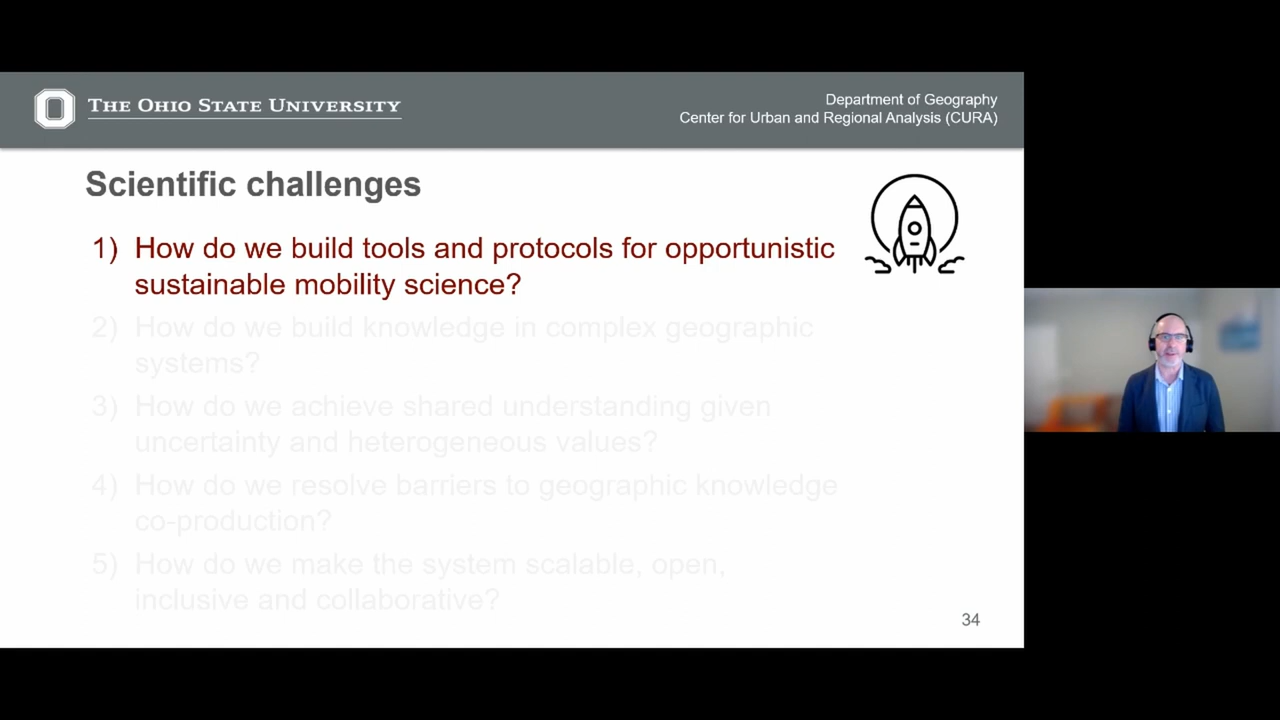 THE OHIO STATE UNIVERSITY
Department of Geography
Center for Urban and Regional Analysis (CURA)
Scientific challenges
1) How do we build tools and protocols for opportunistic
sustainable mobility science?
2) How do we build knowledge in complex geographic
systems?
3) How do we achieve shared understanding given
uncertainty and heterogeneous values?
4) How do we resolve barriers to geographic knowledge
co-production?
5) How do we make the system scalable, open,
inclusive and collaborative?
34